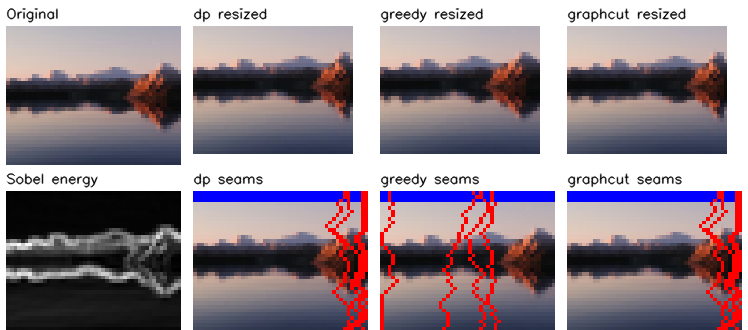 Original
dp resized
greedy resized
graphcut resized
Sobel energy
dp seams
greedy seams
graphcut seams